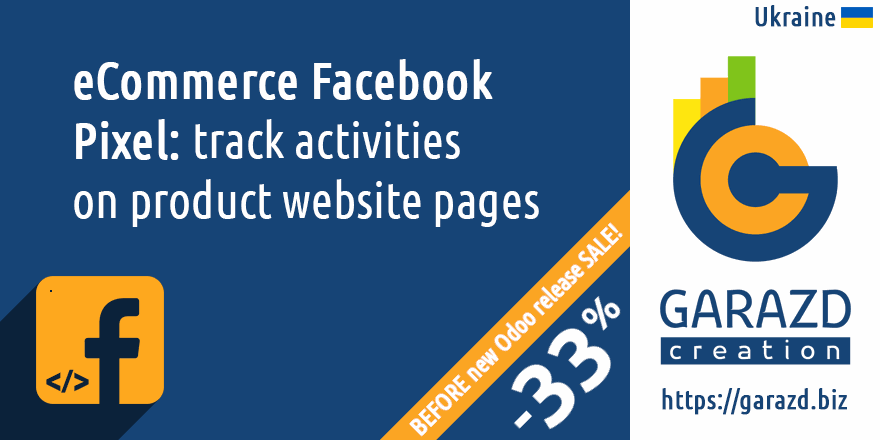 Ukraine
eCommerce Facebook
Pixel: track activities
on product website pages
</>
f
BEFORE new Odoo release SALE!
-33%
GARAZD
creation
https://garazd.biz